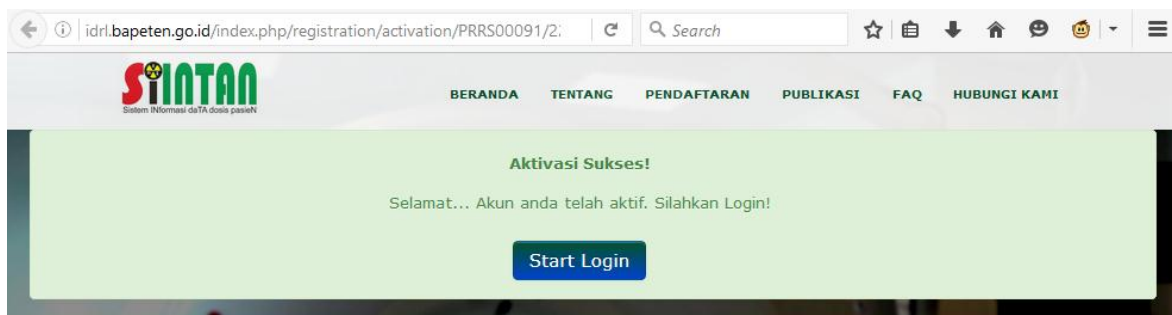 idrl.bapeten.go.id/index.php/registration/activation/PRRS00091/2
Search
SiINTAN
Sistem INformasi daTA dosis pasieN
BERANDA TENTANG PENDAFTARAN PUBLIKASI FAQ HUBUNGI KAMI
Aktivasi Sukses!
Selamat... Akun anda telah aktif. Silahkan Login!
Start Login